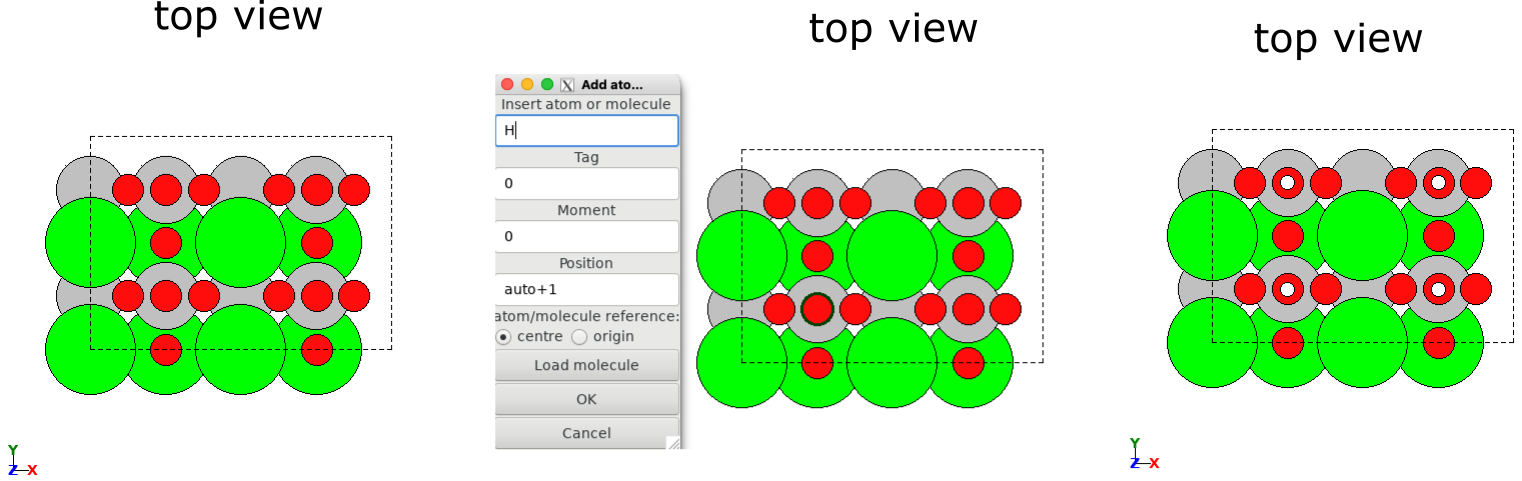 top view
Y
Z X
Add ato...
Insert atom or molecule
H
Tag
0
Moment
0
Position
auto+1
atom/molecule reference:
centre origin
Load molecule
OK
Cancel
top view
top view
Y
Z X